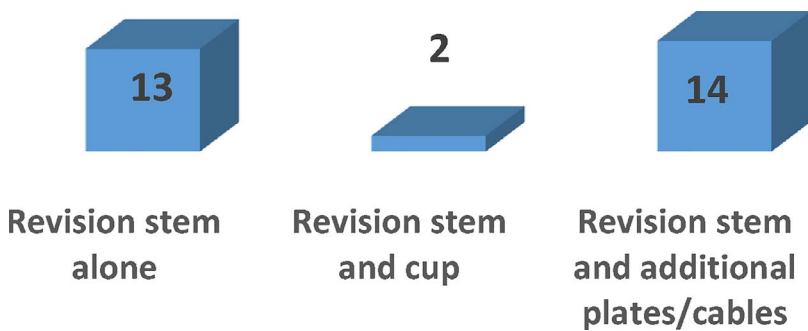 13
2
14
Revision stem
alone
Revision stem
and cup
Revision stem
and additional
plates/cables